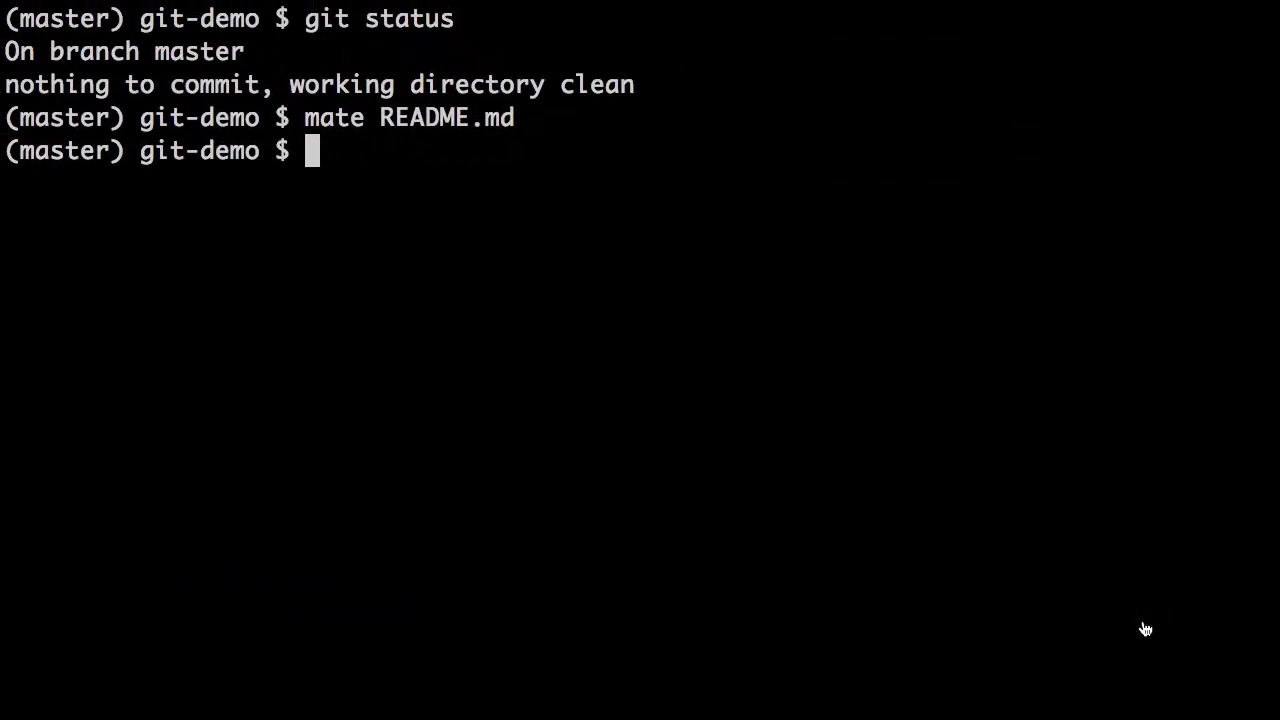 (master) git-demo $ git status
On branch master
nothing to commit, working directory clean
(master) git-demo $ mate README.md
(master) git-demo $